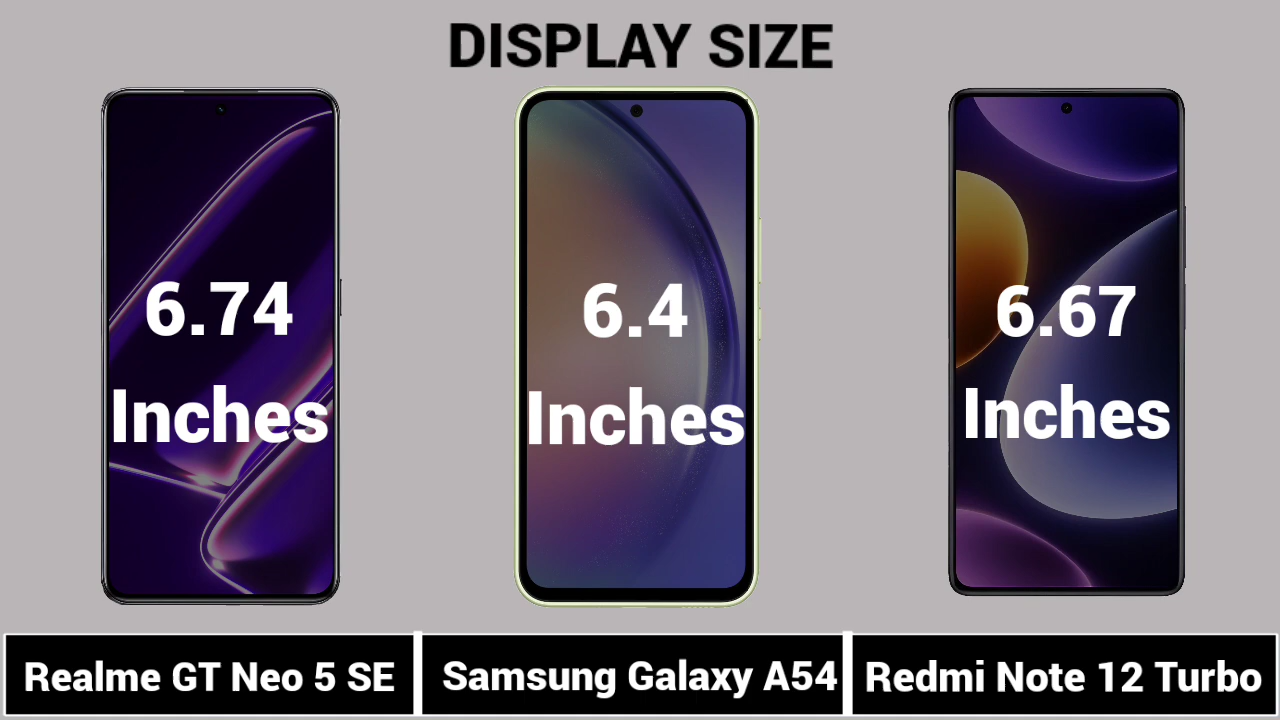 DISPLAY SIZE
6.74
Inches
6.4
Inches
6.67
Inches
Realme GT Neo 5 SE
Samsung Galaxy A54
Redmi Note 12 Turbo